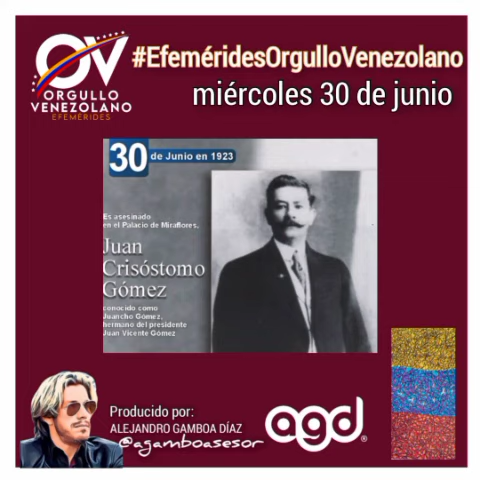 OV
ORGULLO
VENEZOLANO
EFEMÉRIDES
#EfeméridesOrgulloVenezolano
miércoles 30 de junio
30 de Junio en 1923
Es asesinado
en el Palacio de Miraflores,
Juan
Crisóstomo
Gómez
conocido como
Juancho Gómez,
hermano del presidente
Juan Vicente Gómez
Producido por:
ALEJANDRO GAMBOA DÍAZ
@agamboasesor
agd®